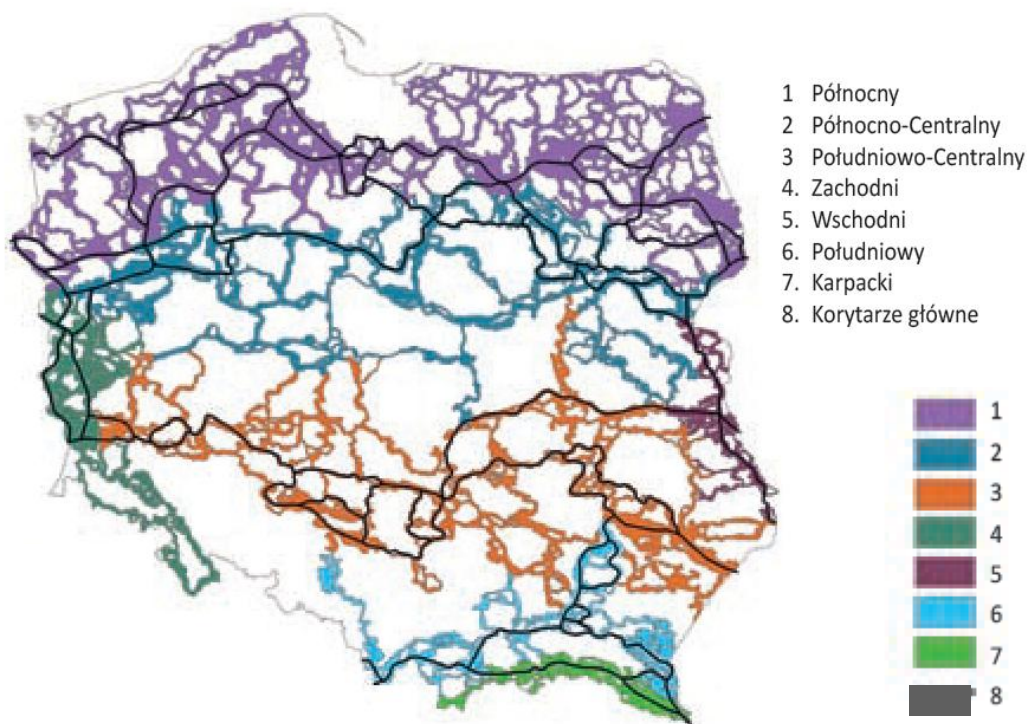 1 Północny
2 Północno-Centralny
3 Południowo-Centralny
4. Zachodni
5. Wschodni
6. Południowy
7. Karpacki
8. Korytarze główne
1
2
3
4
5
6
7
8